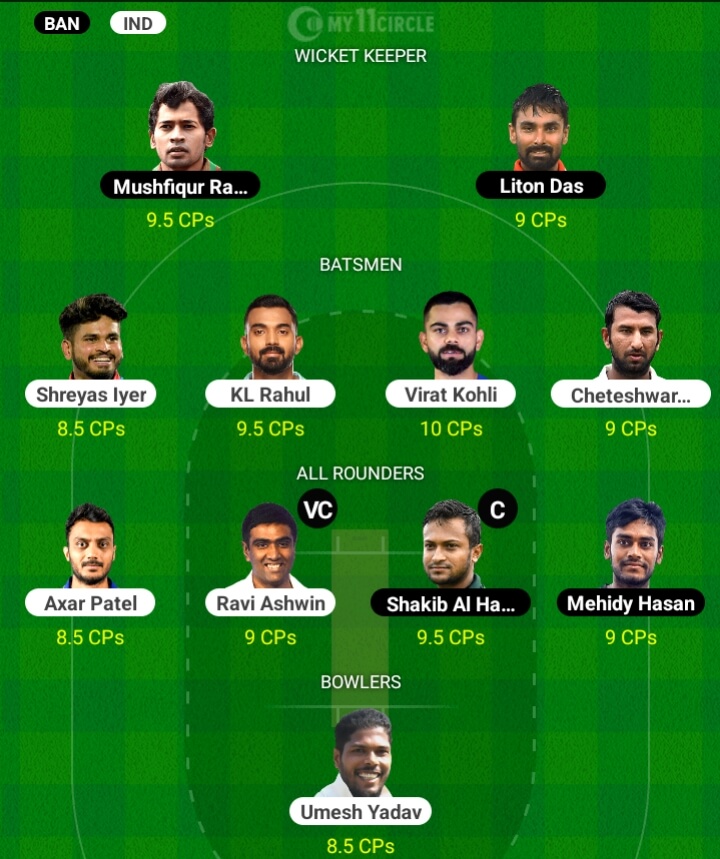 BAN IND MY11CIRCLE
WICKET KEEPER
Mushfiqur Ra... Liton Das
9.5 CPs 9 CPs
BATSMEN
Shreyas Iyer KL Rahul Virat Kohli Cheteshwar...
8.5 CPs 9.5 CPs 10 CPs 9 CPs
ALL ROUNDERS
VC C
Axar Patel Ravi Ashwin Shakib Al Ha... Mehidy Hasan
8.5 CPs 9 CPs 9.5 CPs 9 CPs
BOWLERS
Umesh Yadav
8.5 CPs